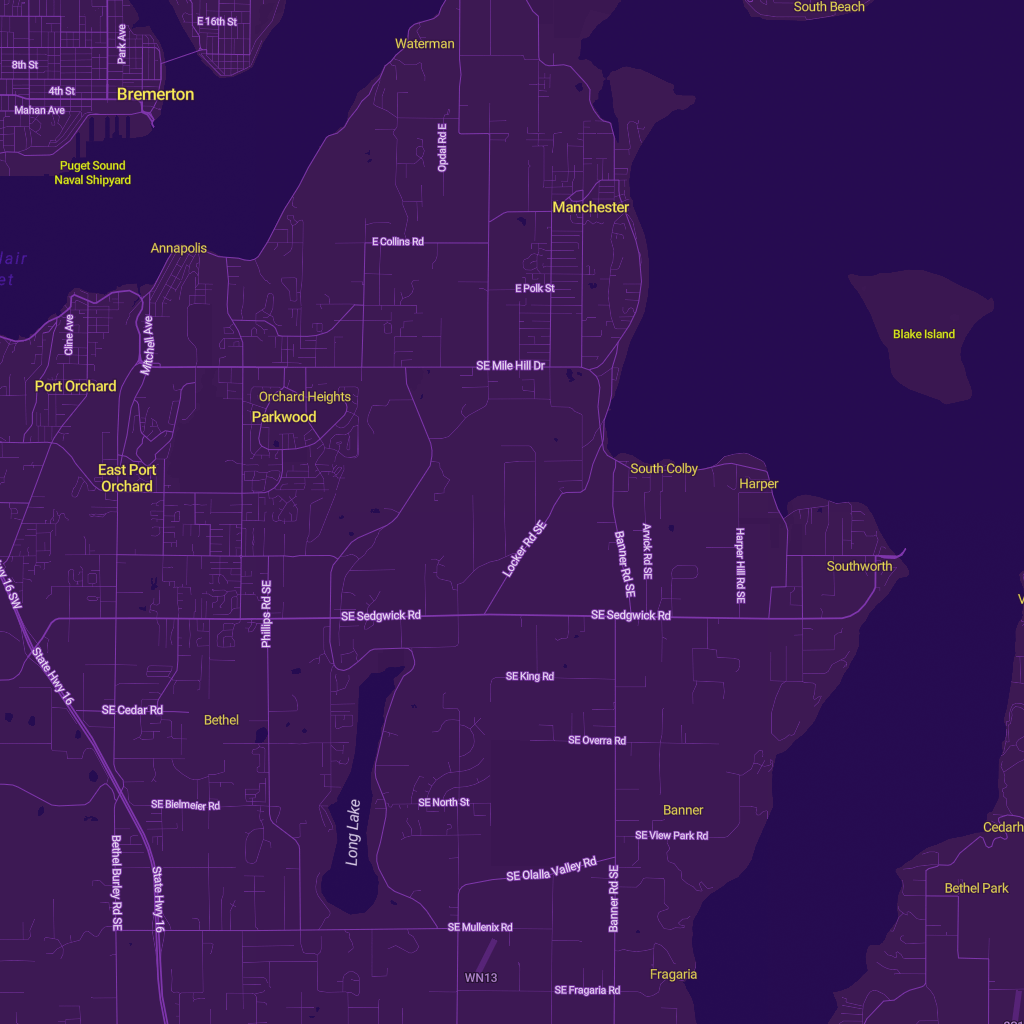 South Beach
E 16th St
Park Ave
Waterman
8th St
4th St
Bremerton
Mahan Ave
Opdal Rd E
Puget Sound
Naval Shipyard
Manchester
E Collins Rd
Annapolis
E Polk St
Cline Ave
Mitchell Ave
Blake Island
SE Mile Hill Dr
Port Orchard
Orchard Heights
Parkwood
East Port
Orchard
South Colby
Harper
Locker Rd SE
Banner Rd SE
Arvick Rd SE
Harper Hill Rd SE
Southworth
Phillips Rd SE
SE Sedgwick Rd
SE Sedgwick Rd
State Hwy 16
SE King Rd
SE Cedar Rd
Bethel
SE Overra Rd
SE Bielmeier Rd
SE North St
Long Lake
Banner
SE View Park Rd
SE Olalla Valley Rd
Bethel Burley Rd SE
State Hwy 16
Banner Rd SE
Bethel Park
SE Mullenix Rd
WN13
Fragaria
SE Fragaria Rd